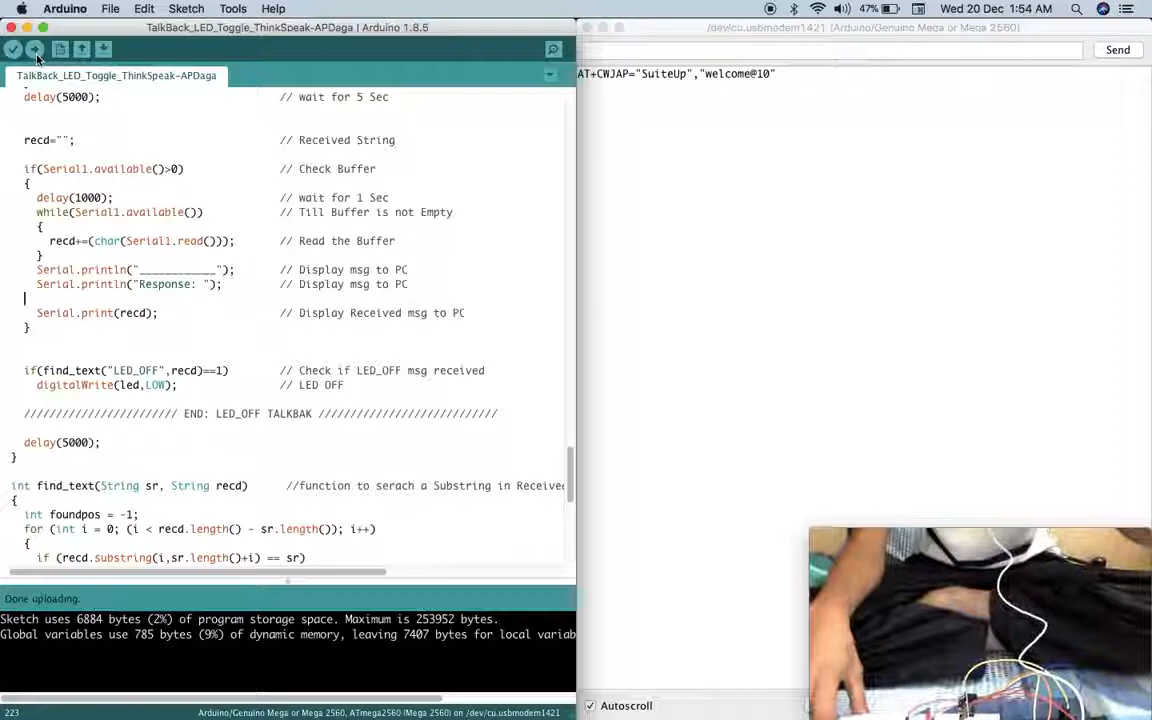 Arduino File Edit Sketch Tools Help 47% Wed 20 Dec 1:54 AM
TalkBack_LED_Toggle_ThinkSpeak-APDaga | Arduino 1.8.5
TalkBack_LED_Toggle_ThinkSpeak-APDaga
delay(5000); // wait for 5 Sec
recd=""; // Received String
if(Serial1.available()>0) // Check Buffer
{
delay(1000); // wait for 1 Sec
while(Serial1.available()) // Till Buffer is not Empty
{
recd+=(char(Serial1.read())); // Read the Buffer
}
Serial.println("____________"); // Display msg to PC
Serial.println("Response: "); // Display msg to PC
Serial.print(recd); // Display Received msg to PC
}
if(find_text("LED_OFF",recd)==1) // Check if LED_OFF msg received
digitalWrite(led,LOW); // LED OFF
//////////////////////// END: LED_OFF TALKBAK ////////////////////////////
delay(5000);
}
int find_text(String sr, String recd) //function to serach a Substring in Receive
{
int foundpos = -1;
for (int i = 0; (i < recd.length() - sr.length()); i++)
{
if (recd.substring(i,sr.length()+i) == sr)
Done uploading.
Sketch uses 6884 bytes (2%) of program storage space. Maximum is 253952 bytes.
Global variables use 785 bytes (9%) of dynamic memory, leaving 7407 bytes for local variab
223 Arduino/Genuino Mega or Mega 2560, ATmega2560 (Mega 2560) on /dev/cu.usbmodem1421
/dev/cu.usbmodem1421 (Arduino/Genuino Mega or Mega 2560)
Send
AT+CWJAP="SuiteUp","welcome@10"
Autoscroll